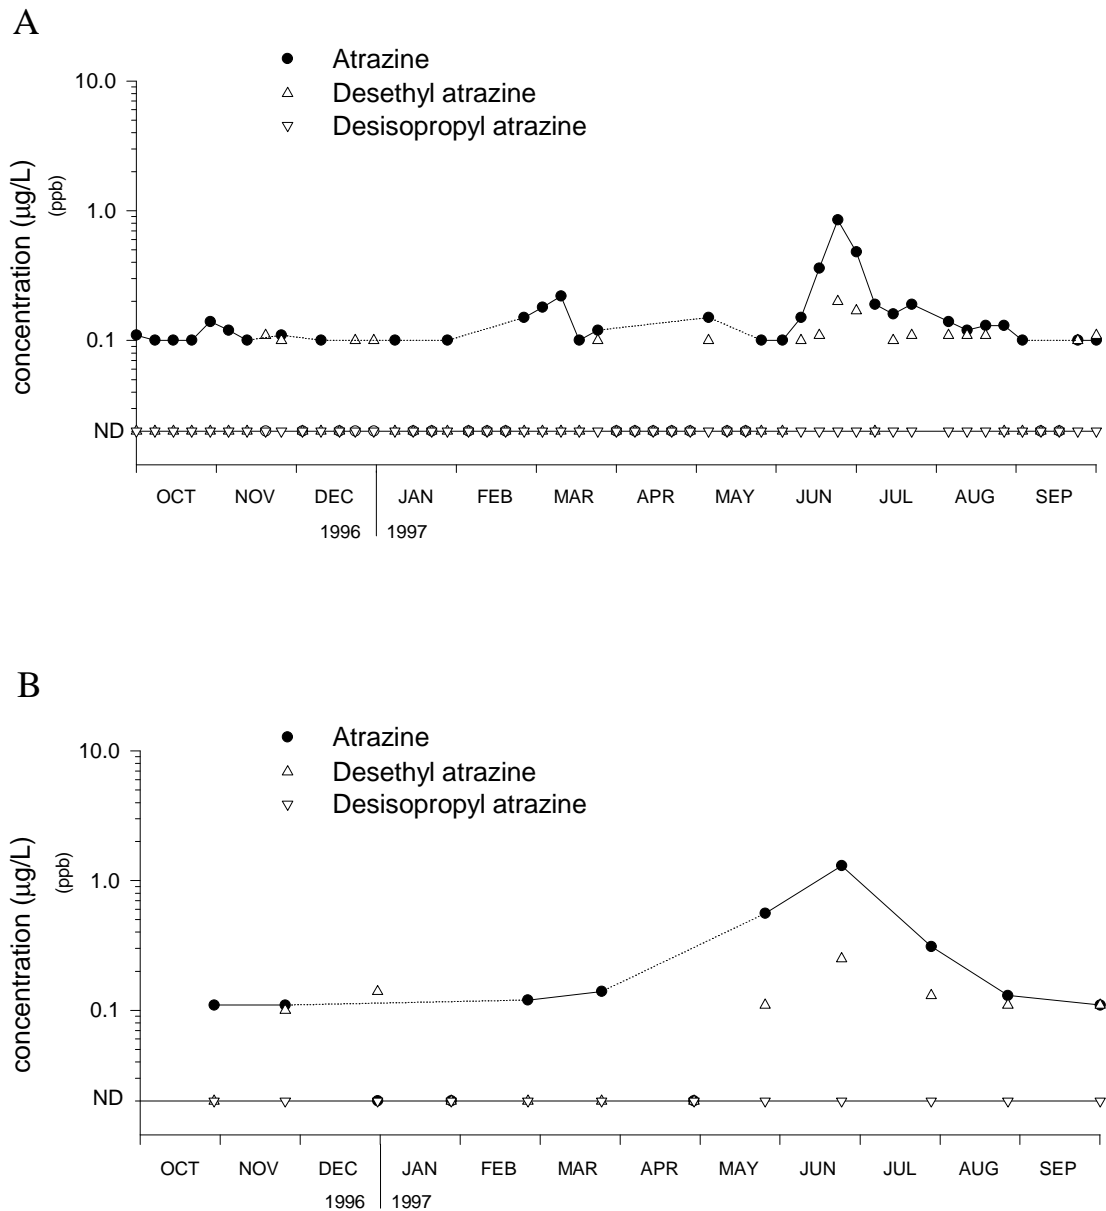 A
Atrazine
Desethyl atrazine
Desisopropyl atrazine
10.0
1.0
0.1
ND
concentration (µg/L)
(ppb)
OCT NOV DEC JAN FEB MAR APR MAY JUN JUL AUG SEP
1996 1997
B
Atrazine
Desethyl atrazine
Desisopropyl atrazine
10.0
1.0
0.1
ND
concentration (µg/L)
(ppb)
OCT NOV DEC JAN FEB MAR APR MAY JUN JUL AUG SEP
1996 1997